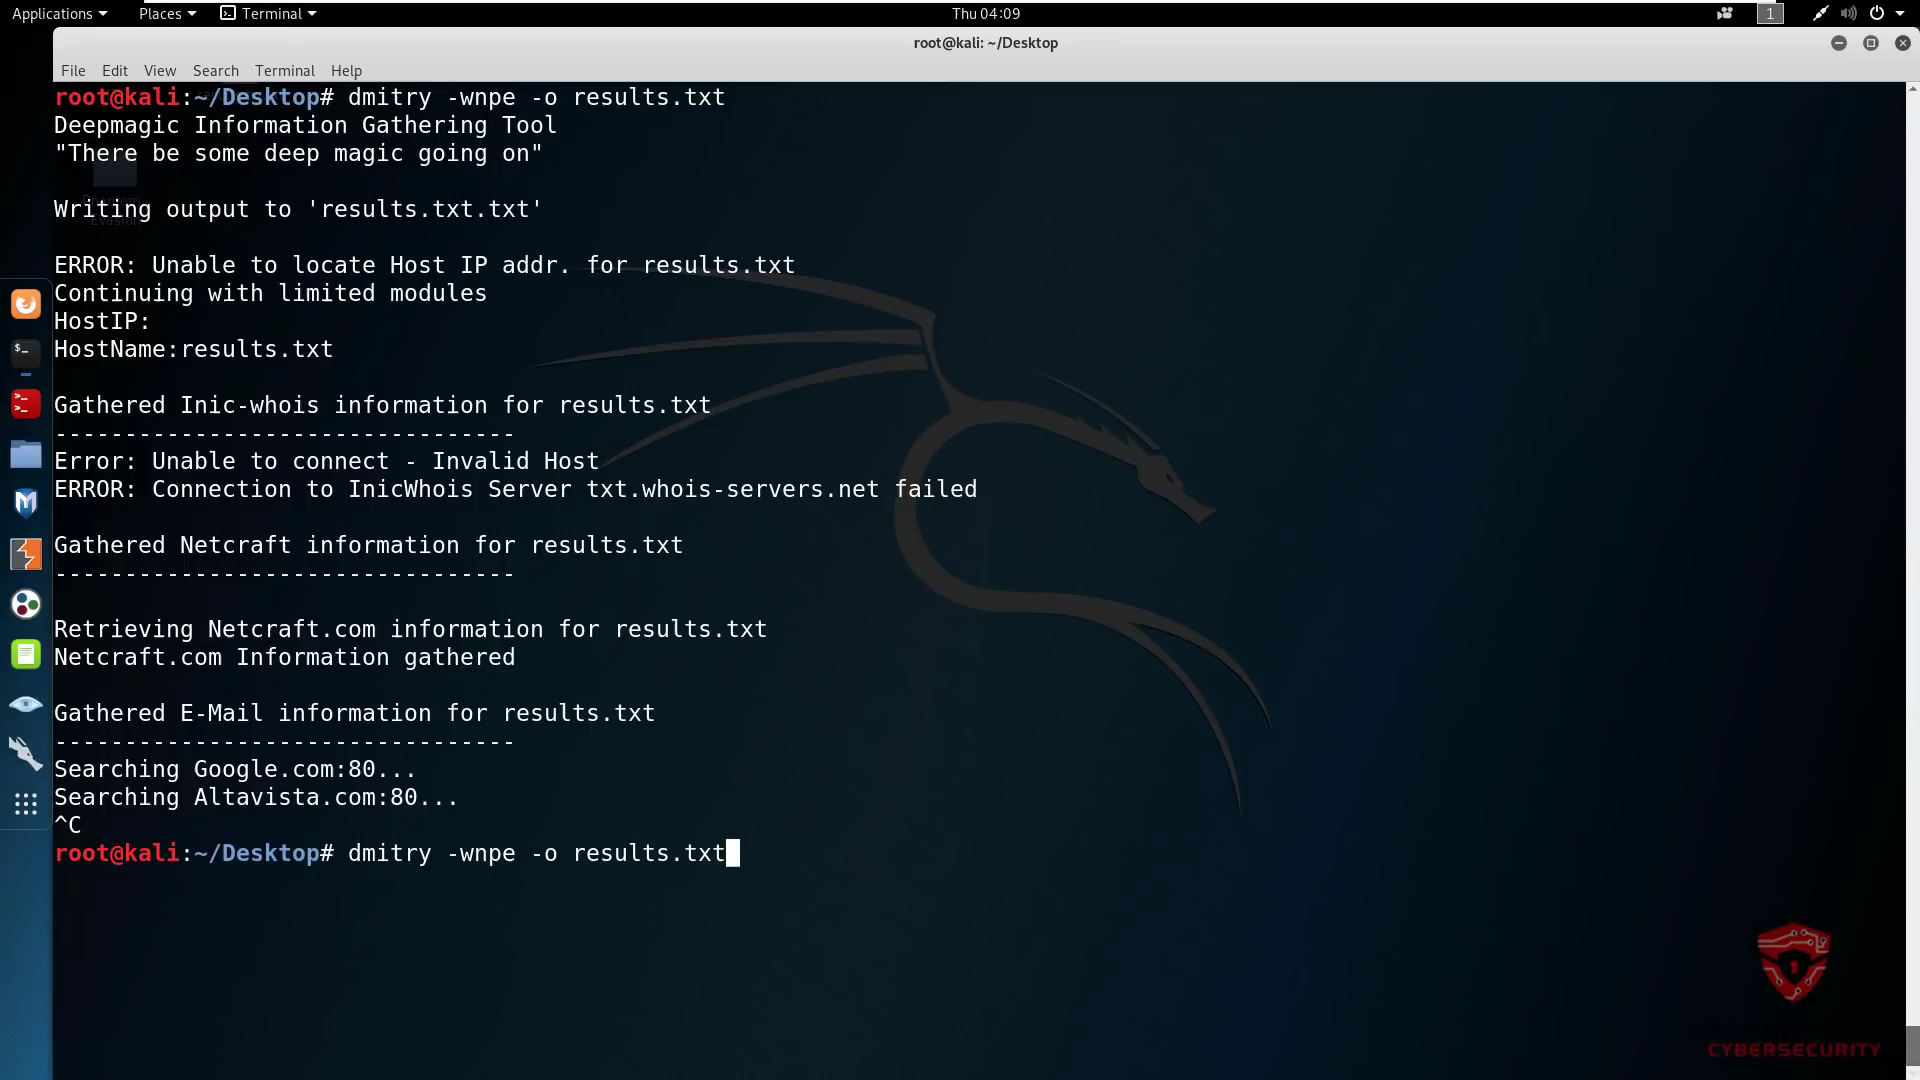 Applications Places Terminal Thu 04:09 1
root@kali: ~/Desktop
File Edit View Search Terminal Help
root@kali:~/Desktop# dmitry -wnpe -o results.txt
Deepmagic Information Gathering Tool
"There be some deep magic going on"
Writing output to 'results.txt.txt'
ERROR: Unable to locate Host IP addr. for results.txt
Continuing with limited modules
HostIP:
HostName:results.txt
Gathered Inic-whois information for results.txt
---------------------------------
Error: Unable to connect - Invalid Host
ERROR: Connection to InicWhois Server txt.whois-servers.net failed
Gathered Netcraft information for results.txt
---------------------------------
Retrieving Netcraft.com information for results.txt
Netcraft.com Information gathered
Gathered E-Mail information for results.txt
---------------------------------
Searching Google.com:80...
Searching Altavista.com:80...
^C
root@kali:~/Desktop# dmitry -wnpe -o results.txt
CYBERSECURITY